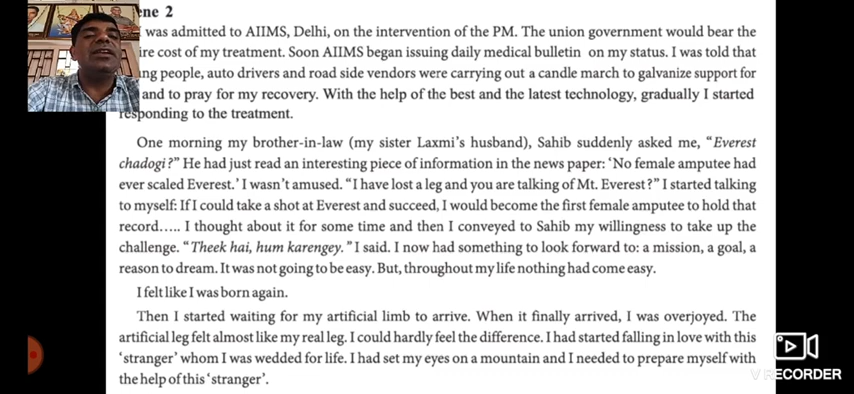 ne 2
was admitted to AIIMS, Delhi, on the intervention of the PM. The union government would bear the
ire cost of my treatment. Soon AIIMS began issuing daily medical bulletin on my status. I was told that
ng people, auto drivers and road side vendors were carrying out a candle march to galvanize support for
and to pray for my recovery. With the help of the best and the latest technology, gradually I started
responding to the treatment.
One morning my brother-in-law (my sister Laxmi's husband), Sahib suddenly asked me, "Everest
chadogi?" He had just read an interesting piece of information in the news paper: 'No female amputee had
ever scaled Everest.' I wasn't amused. "I have lost a leg and you are talking of Mt. Everest?" I started talking
to myself: If I could take a shot at Everest and succeed, I would become the first female amputee to hold that
record….. I thought about it for some time and then I conveyed to Sahib my willingness to take up the
challenge. "Theek hai, hum karengey." I said. I now had something to look forward to: a mission, a goal, a
reason to dream. It was not going to be easy. But, throughout my life nothing had come easy.
I felt like I was born again.
Then I started waiting for my artificial limb to arrive. When it finally arrived, I was overjoyed. The
artificial leg felt almost like my real leg. I could hardly feel the difference. I had started falling in love with this
'stranger' whom I was wedded for life. I had set my eyes on a mountain and I needed to prepare myself with
the help of this 'stranger'.
V RECORDER